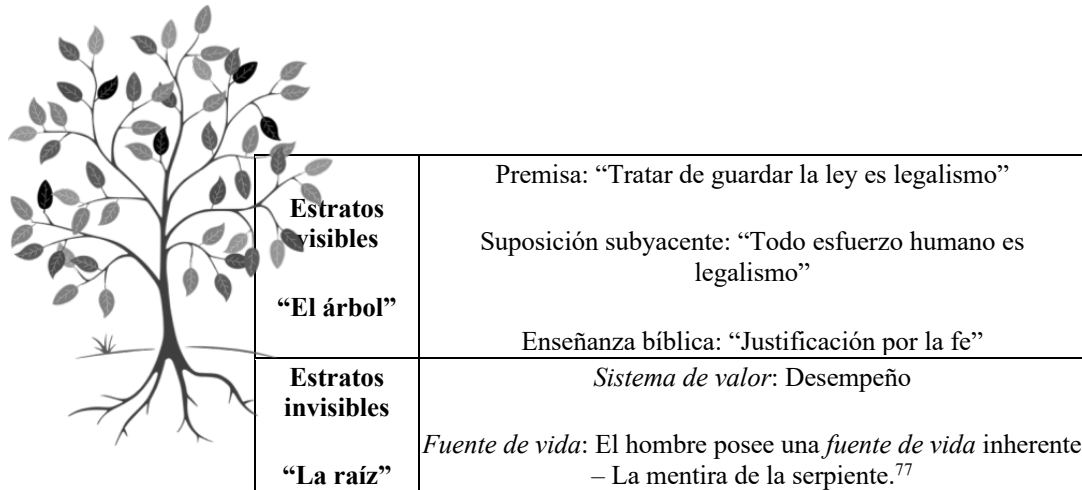 Estratos
visibles
“El árbol”
Premisa: “Tratar de guardar la ley es legalismo”
Suposición subyacente: “Todo esfuerzo humano es
legalismo”
Enseñanza bíblica: “Justificación por la fe”
Estratos
invisibles
“La raíz”
Sistema de valor: Desempeño
Fuente de vida: El hombre posee una fuente de vida inherente
– La mentira de la serpiente.77